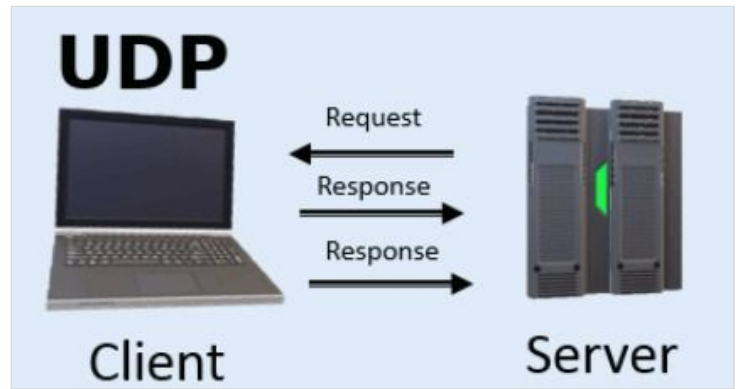 UDP
Request
Response
Response
Client
Server